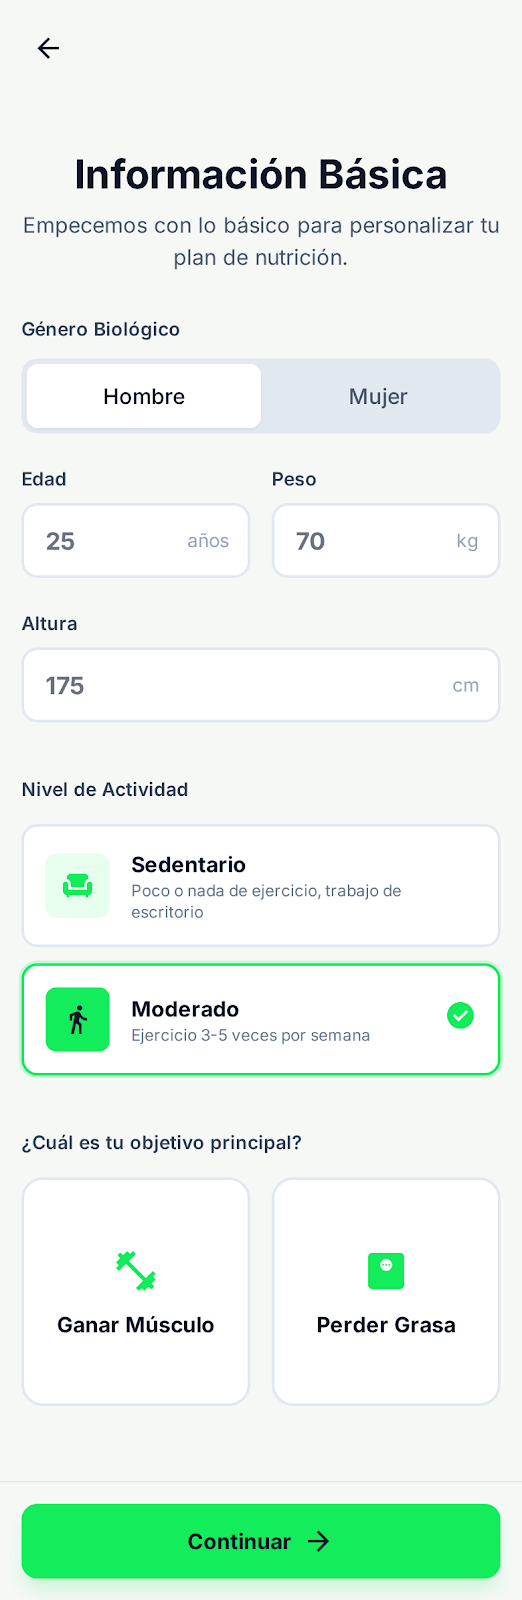 Información Básica
Empecemos con lo básico para personalizar tu
plan de nutrición.
Género Biológico
Hombre
Mujer
Edad
Peso
25 años
70 kg
Altura
175 cm
Nivel de Actividad
Sedentario
Poco o nada de ejercicio, trabajo de
escritorio
Moderado
Ejercicio 3-5 veces por semana
¿Cuál es tu objetivo principal?
Ganar Músculo
Perder Grasa
Continuar